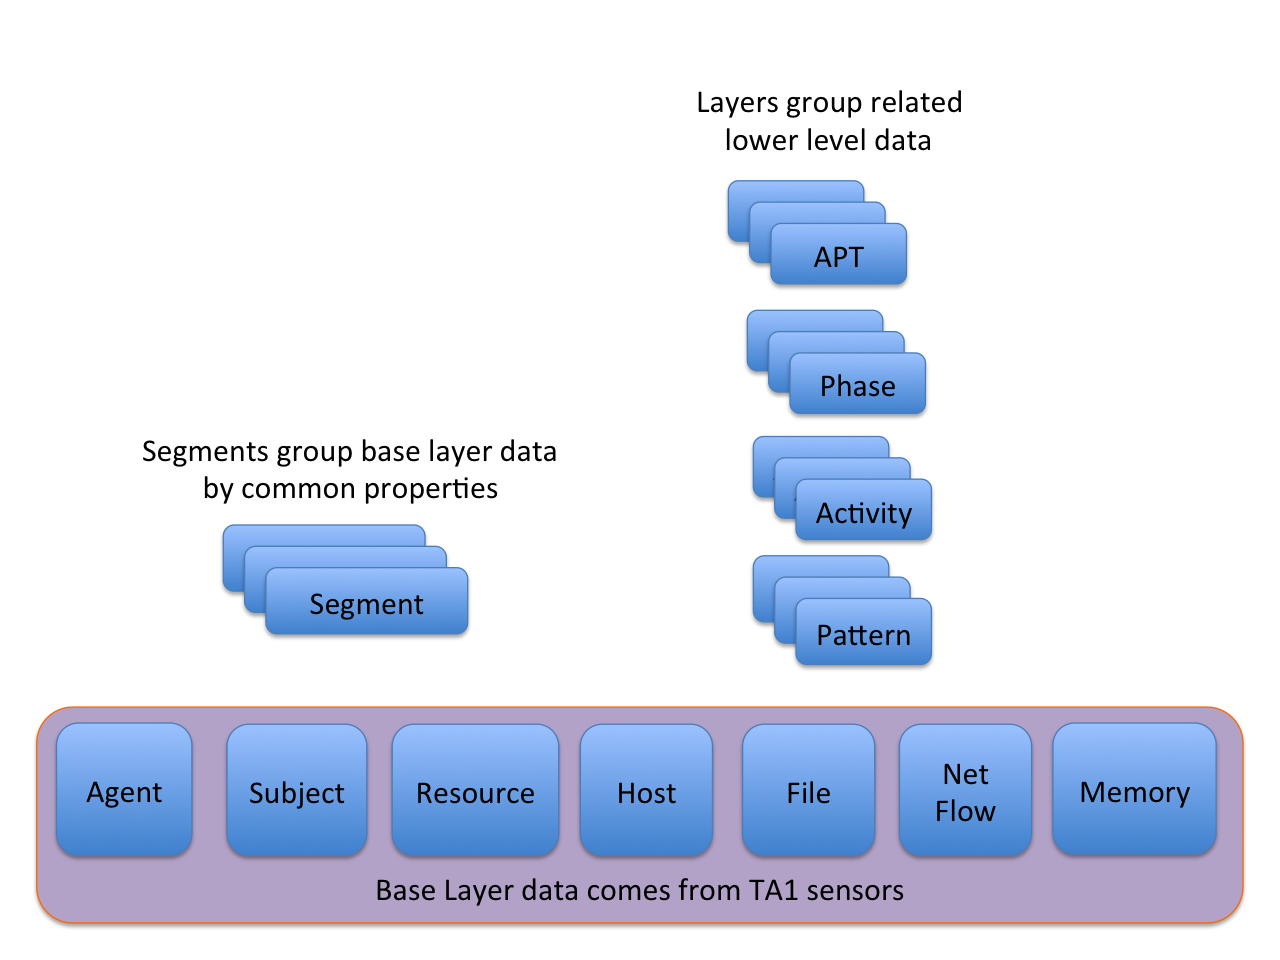 Layers group related
lower level data
APT
Phase
Activity
Pattern
Segments group base layer data
by common properties
Segment
Agent
Subject
Resource
Host
File
Net
Flow
Memory
Base Layer data comes from TA1 sensors